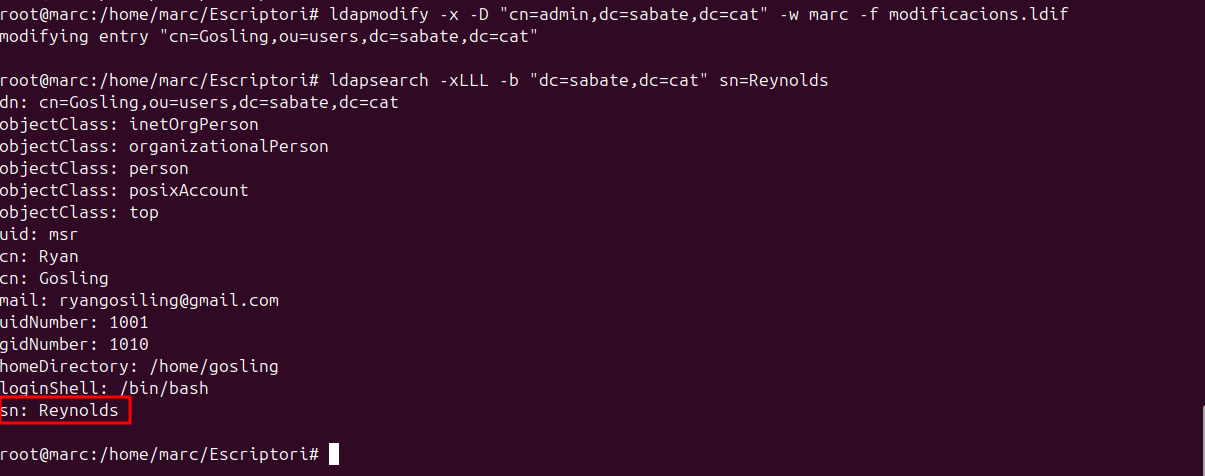 root@marc:/home/marc/Escriptori# ldapmodify -x -D "cn=admin,dc=sabate,dc=cat" -w marc -f modificacions.ldif
modifying entry "cn=Gosling,ou=users,dc=sabate,dc=cat"
root@marc:/home/marc/Escriptori# ldapsearch -xLLL -b "dc=sabate,dc=cat" sn=Reynolds
dn: cn=Gosling,ou=users,dc=sabate,dc=cat
objectClass: inetOrgPerson
objectClass: organizationalPerson
objectClass: person
objectClass: posixAccount
objectClass: top
uid: msr
cn: Ryan
cn: Gosling
mail: ryangosiling@gmail.com
uidNumber: 1001
gidNumber: 1010
homeDirectory: /home/gosling
loginShell: /bin/bash
sn: Reynolds
root@marc:/home/marc/Escriptori#